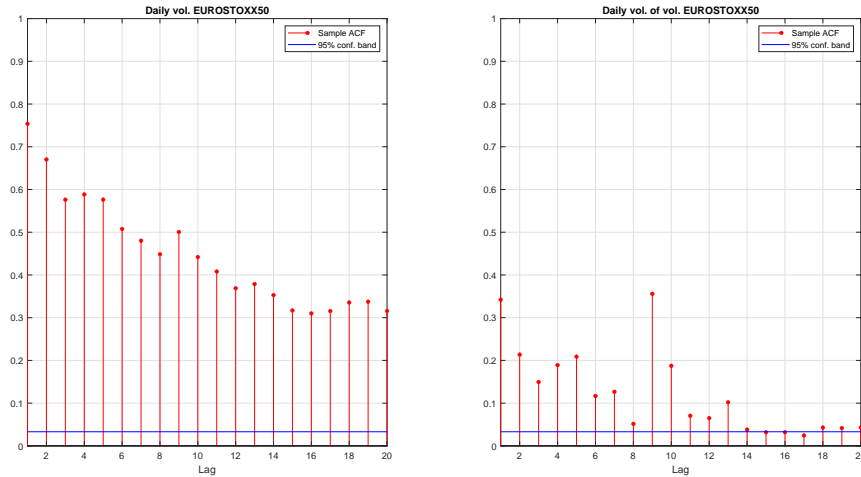 Daily vol. EUROSTOXX50
1
0.9
0.8
0.7
0.6
0.5
0.4
0.3
0.2
0.1
0
2 4 6 8 10 12 14 16 18 20
Lag
Sample ACF
95% conf. band
Daily vol. of vol. EUROSTOXX50
1
0.9
0.8
0.7
0.6
0.5
0.4
0.3
0.2
0.1
0
2 4 6 8 10 12 14 16 18 20
Lag
Sample ACF
95% conf. band